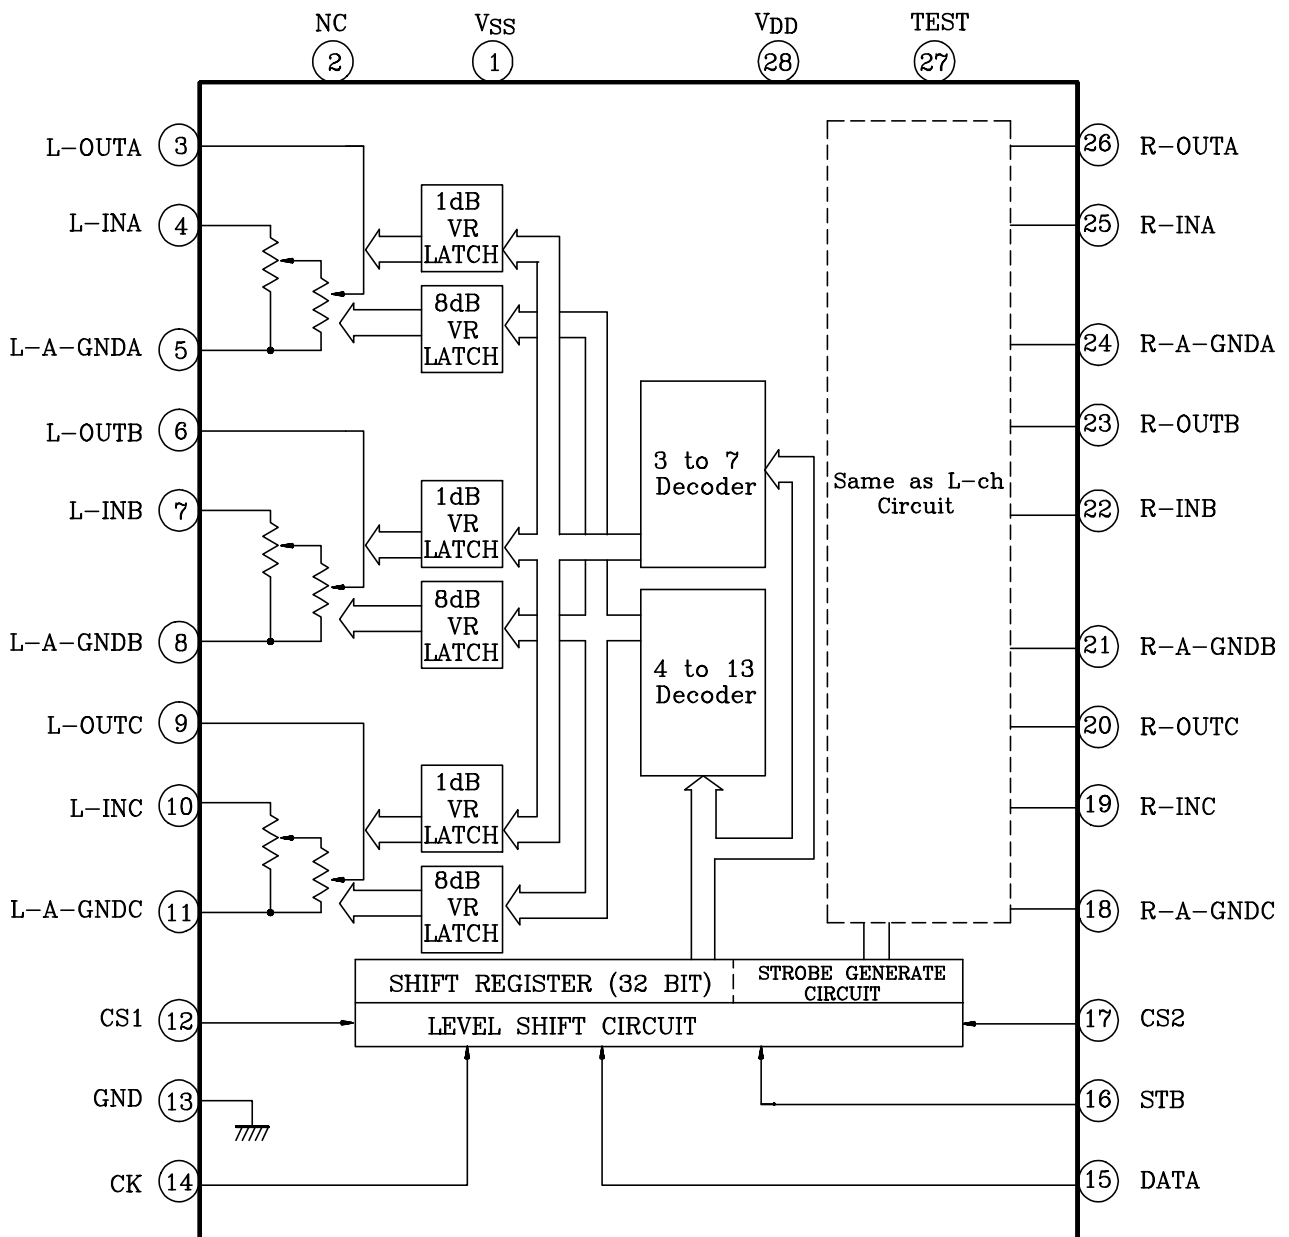 NC
VSS
VDD
TEST
2
1
28
27
L-OUTA
3
26
R-OUTA
L-INA
4
1dB
VR
LATCH
25
R-INA
8dB
VR
LATCH
L-A-GNDA
5
24
R-A-GNDA
L-OUTB
6
23
R-OUTB
3 to 7
Decoder
Same as L-ch
Circuit
L-INB
7
1dB
VR
LATCH
22
R-INB
8dB
VR
LATCH
L-A-GNDB
8
21
R-A-GNDB
4 to 13
Decoder
L-OUTC
9
20
R-OUTC
L-INC
10
1dB
VR
LATCH
19
R-INC
8dB
VR
LATCH
L-A-GNDC
11
18
R-A-GNDC
SHIFT REGISTER (32 BIT)
STROBE GENERATE
CIRCUIT
CS1
12
LEVEL SHIFT CIRCUIT
17
CS2
GND
13
16
STB
CK
14
15
DATA